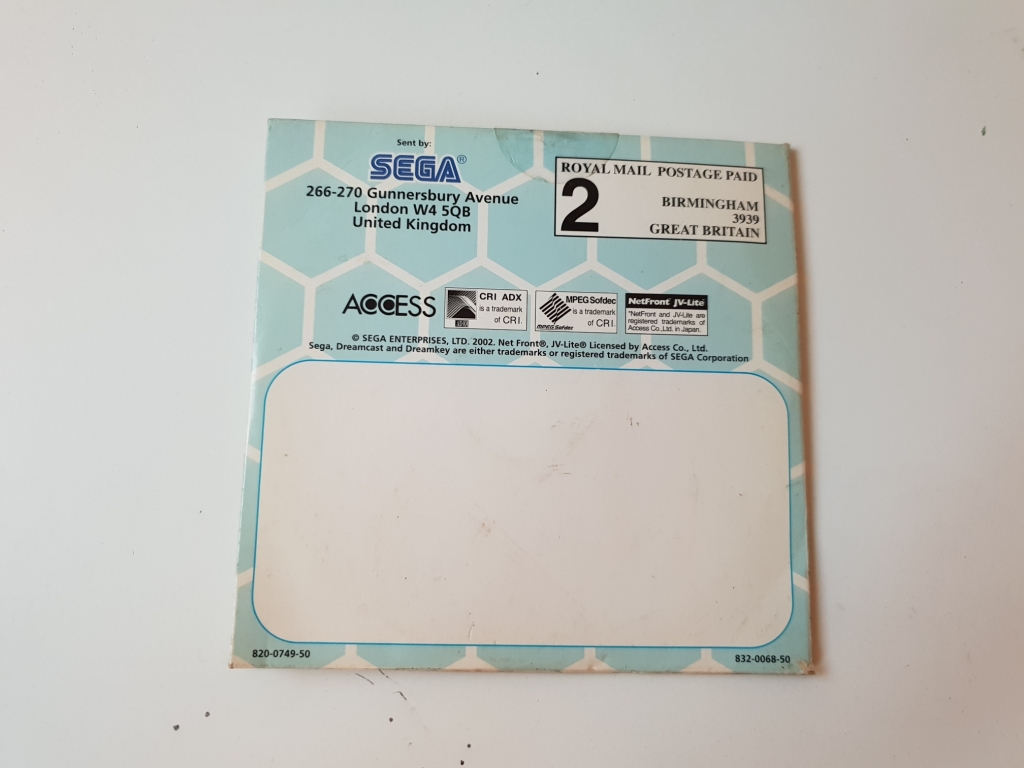 Sent by:
SEGA®
266-270 Gunnersbury Avenue
London W4 5QB
United Kingdom
ROYAL MAIL POSTAGE PAID
2
BIRMINGHAM
3939
GREAT BRITAIN
ACCESS
CRI ADX
is a trademark
of CRI.
MPEG Sofdec
is a trademark
of CRI.
MPEG Sofdec
NetFront® JV-Lite®
*NetFront and JV-Lite are
registered trademarks of
Access Co.,Ltd. in Japan.
© SEGA ENTERPRISES, LTD. 2002. Net Front®, JV-Lite® Licensed by Access Co., Ltd.
Sega, Dreamcast and Dreamkey are either trademarks or registered trademarks of SEGA Corporation
820-0749-50
832-0068-50